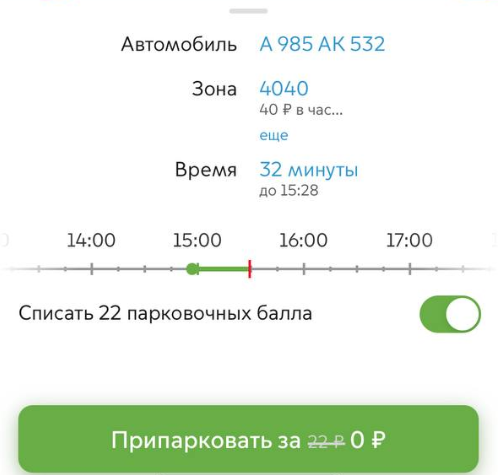 Автомобиль А 985 АК 532
Зона 4040
40 ₽ в час...
еще
Время 32 минуты
до 15:28
14:00 15:00 16:00 17:00
Списать 22 парковочных балла
Припарковать за 22 ₽ 0 ₽